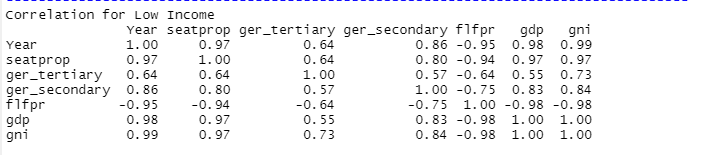 Correlation for Low Income
Year seatprop ger_tertiary ger_secondary flfpr gdp gni
Year 1.00 0.97 0.64 0.86 -0.95 0.98 0.99
seatprop 0.97 1.00 0.64 0.80 -0.94 0.97 0.97
ger_tertiary 0.64 0.64 1.00 0.57 -0.64 0.55 0.73
ger_secondary 0.86 0.80 0.57 1.00 -0.75 0.83 0.84
flfpr -0.95 -0.94 -0.64 -0.75 1.00 -0.98 -0.98
gdp 0.98 0.97 0.55 0.83 -0.98 1.00 1.00
gni 0.99 0.97 0.73 0.84 -0.98 1.00 1.00